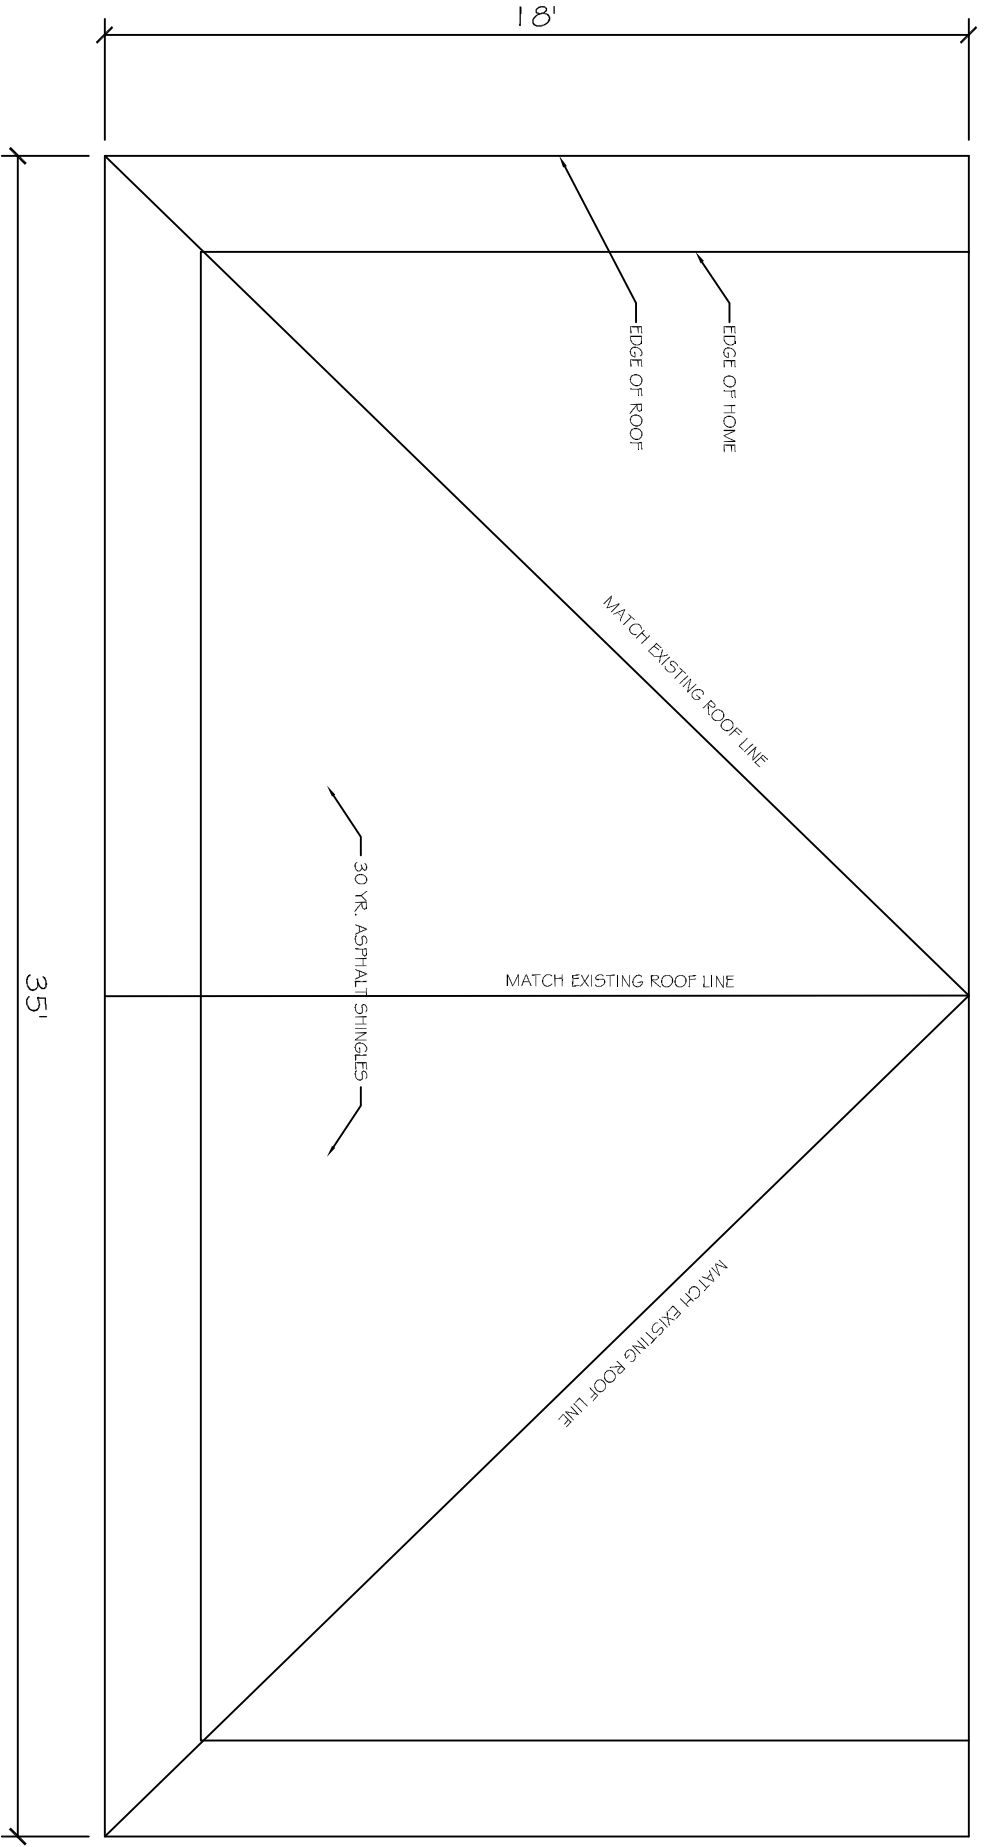 18'
EDGE OF HOME
EDGE OF ROOF
MATCH EXISTING ROOF LINE
MATCH EXISTING ROOF LINE
30 YR. ASPHALT SHINGLES
MATCH EXISTING ROOF LINE
35'